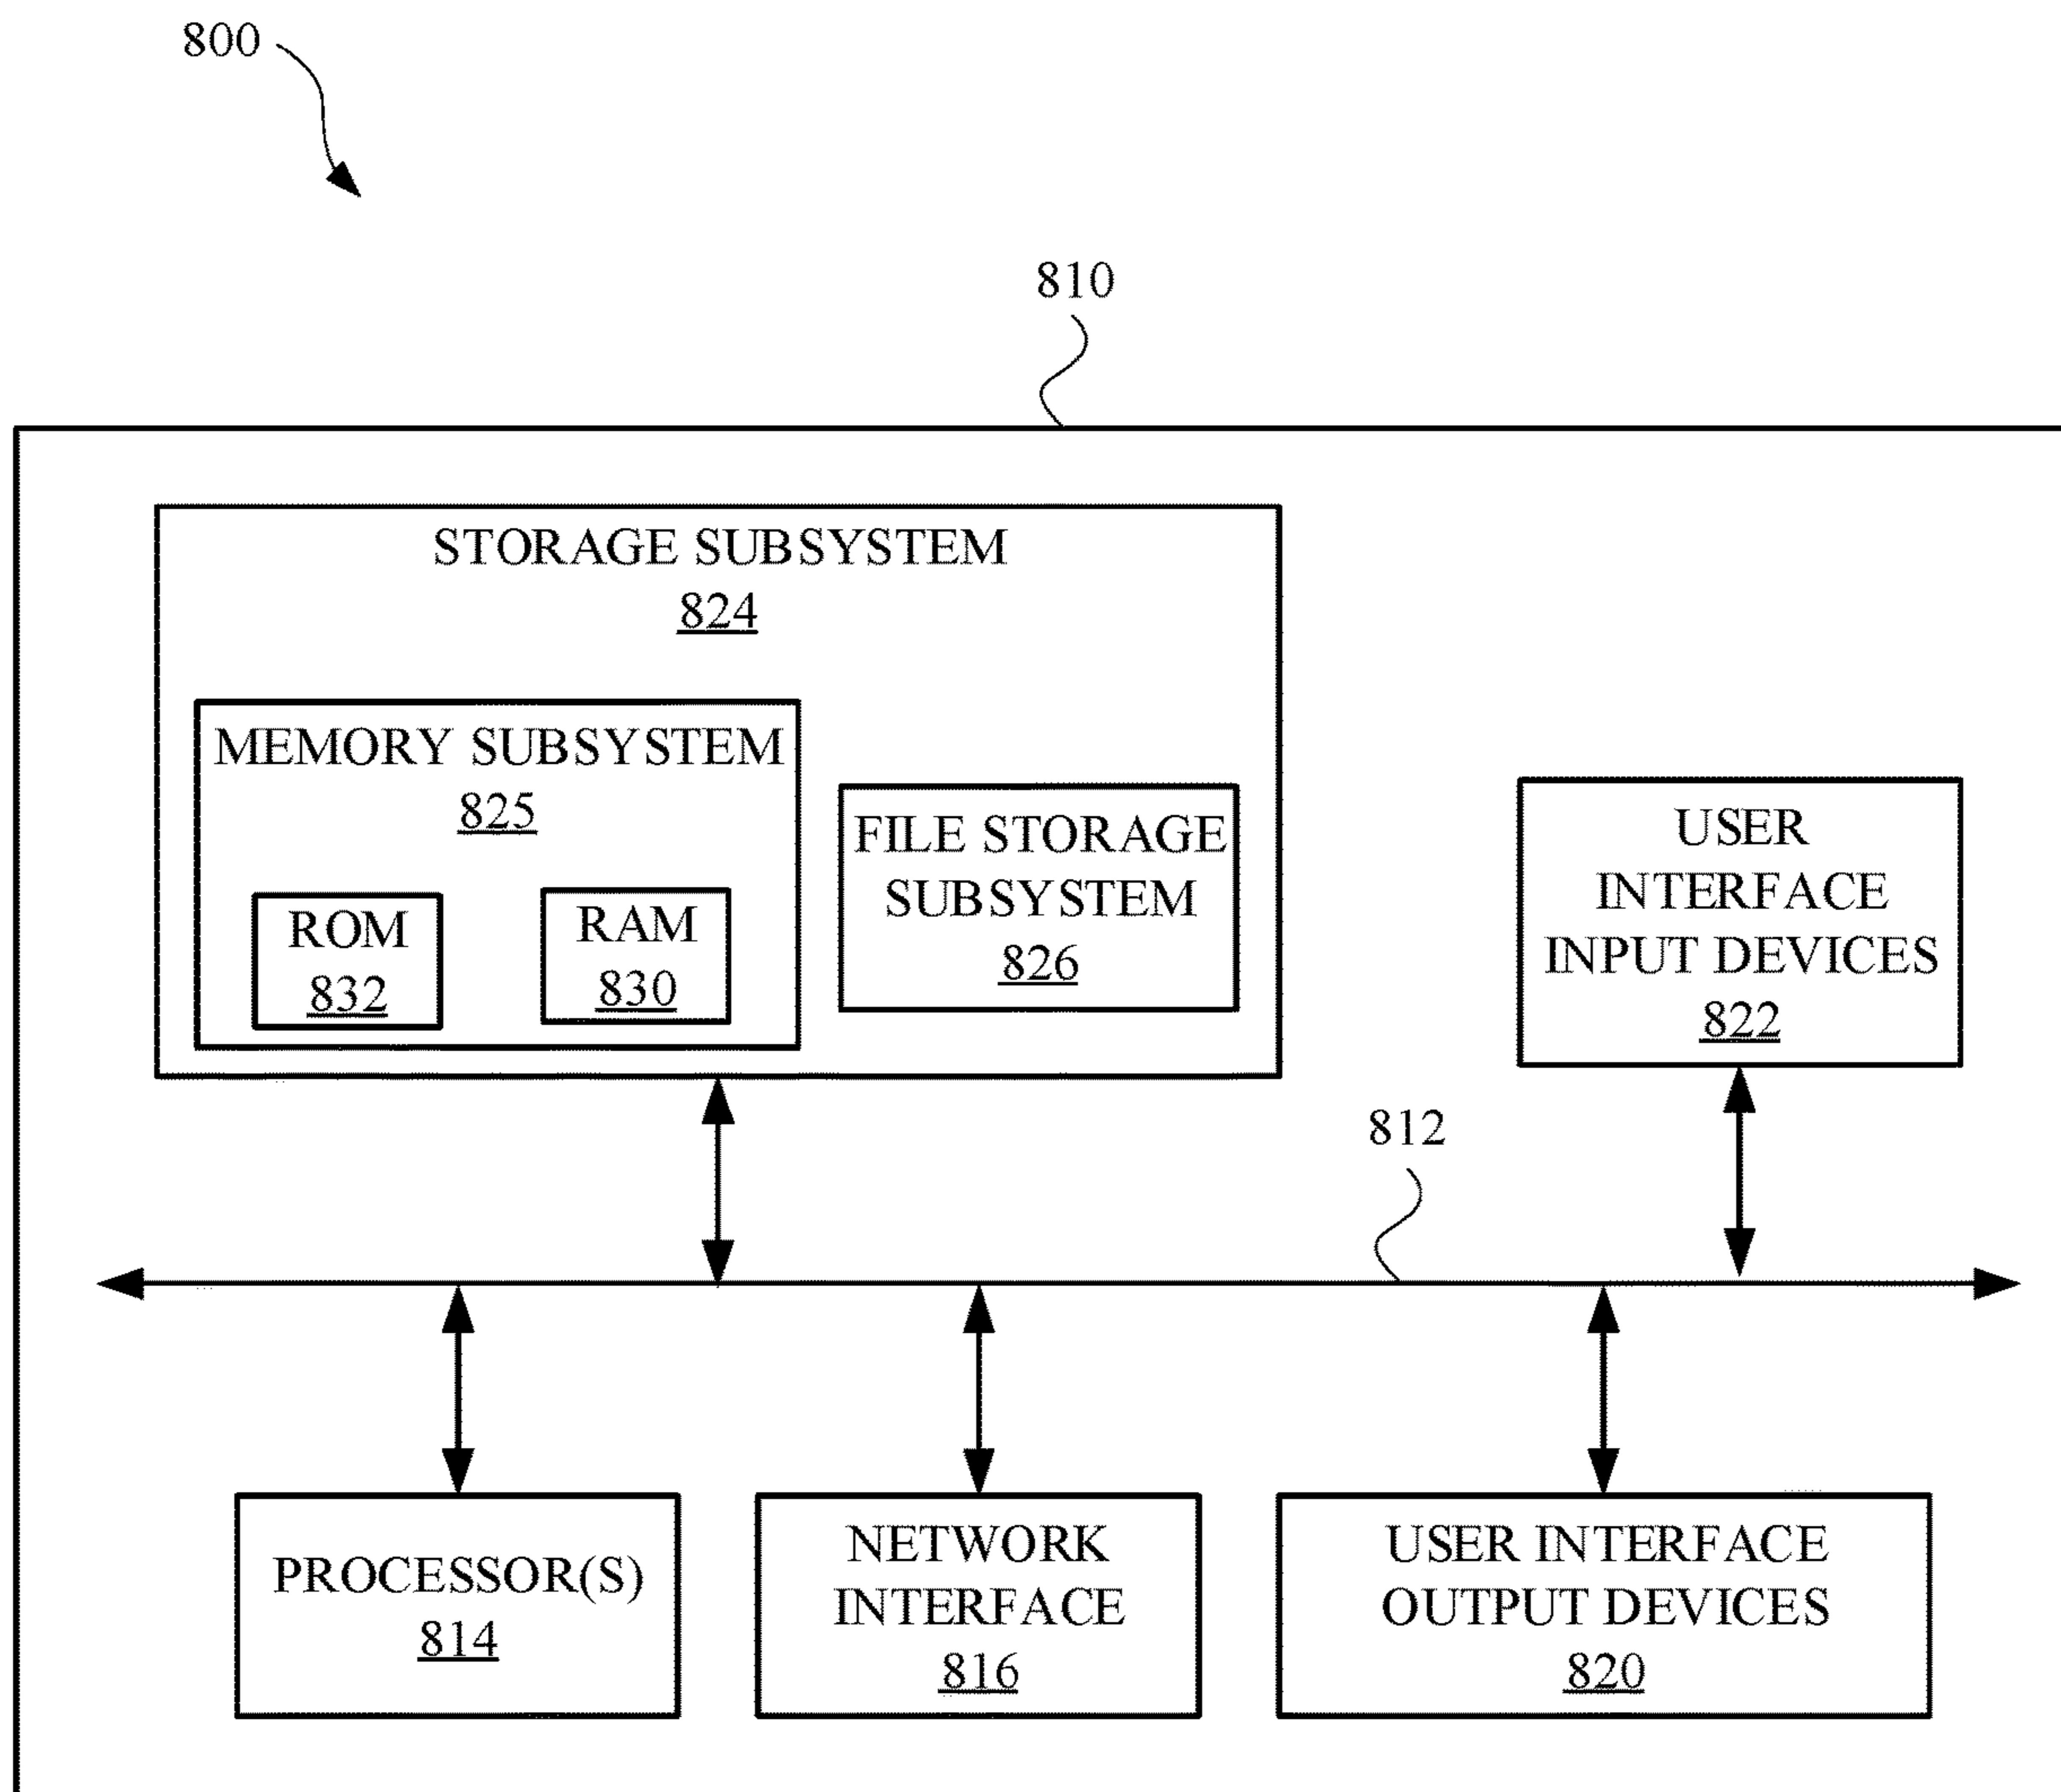 800
810
STORAGE SUBSYSTEM
824
MEMORY SUBSYSTEM
825
ROM
832
RAM
830
FILE STORAGE
SUBSYSTEM
826
USER
INTERFACE
INPUT DEVICES
822
812
PROCESSOR(S)
814
NETWORK
INTERFACE
816
USER INTERFACE
OUTPUT DEVICES
820